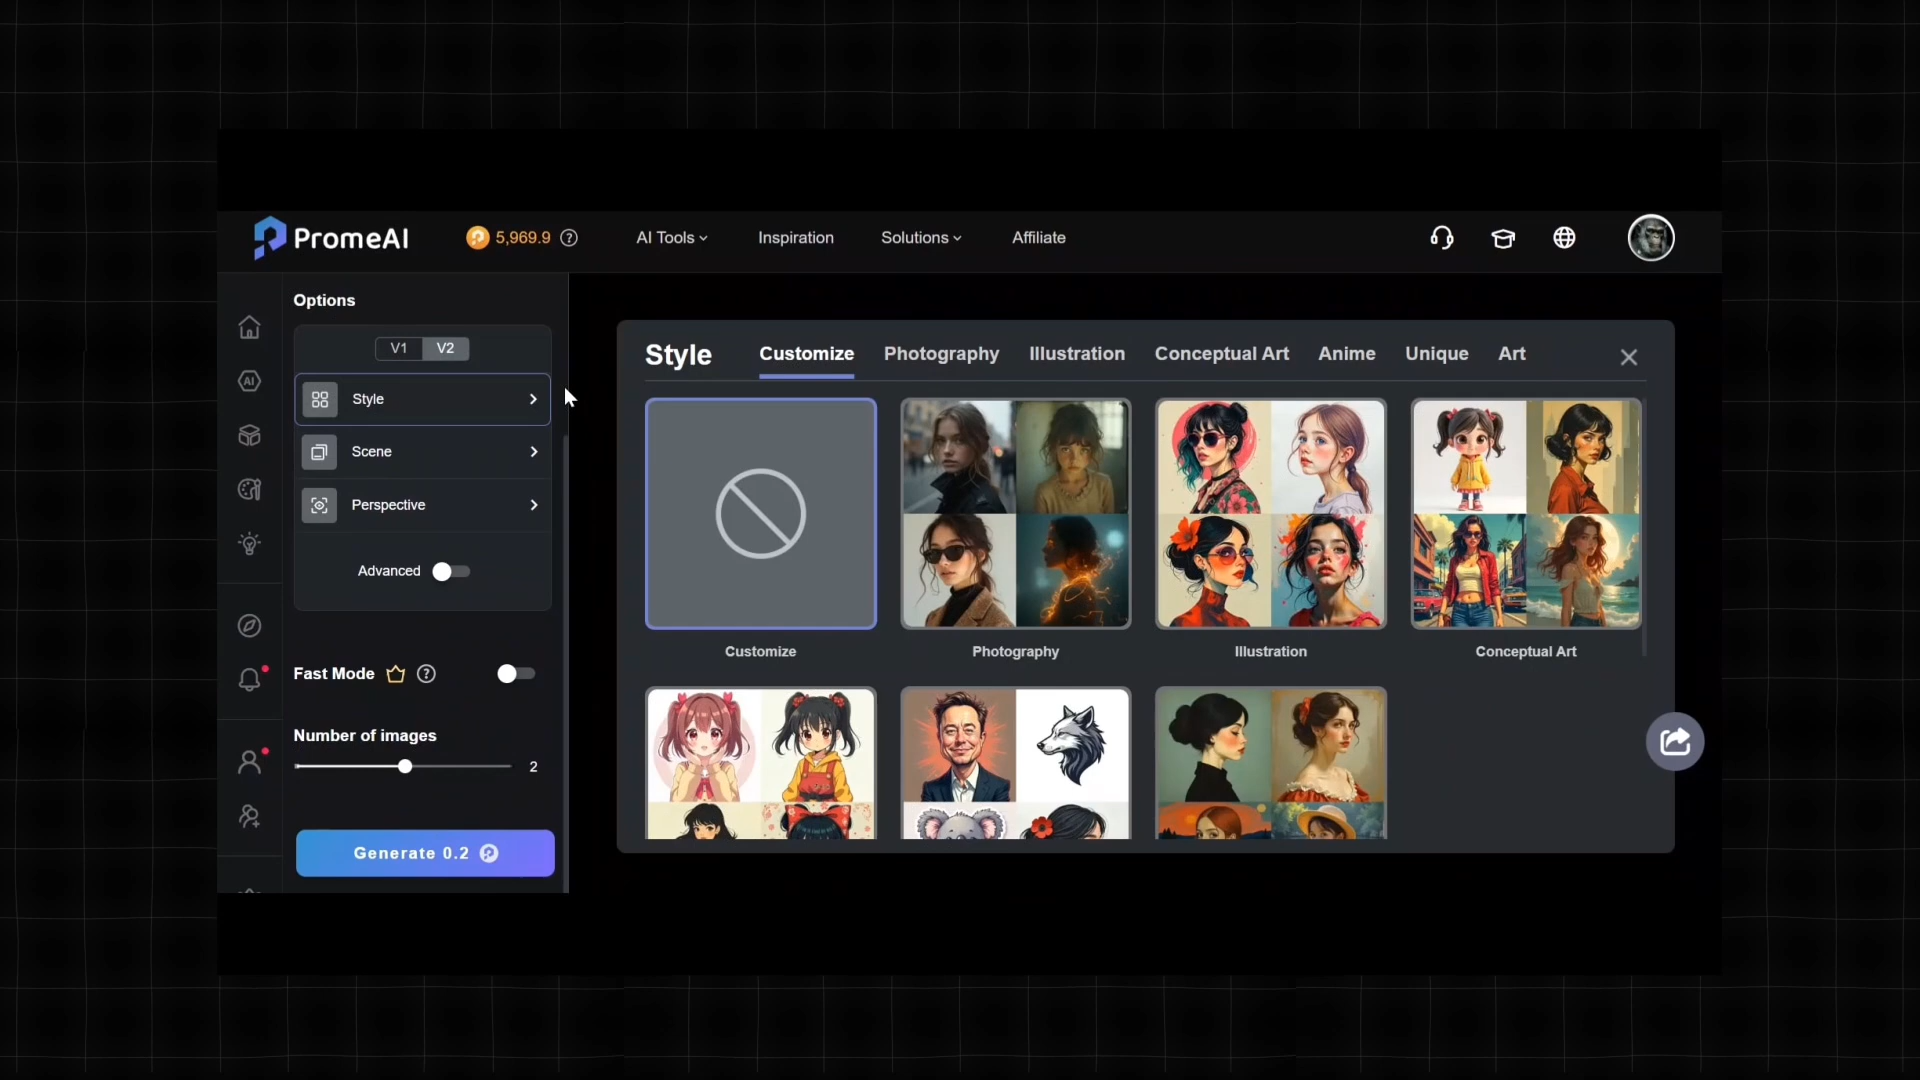 PromeAI
5,969.9
AI Tools
Inspiration
Solutions
Affiliate
Options
V1
V2
Style
Scene
Perspective
Advanced
Fast Mode
Number of images
2
Generate 0.2
Style
Customize
Photography
Illustration
Conceptual Art
Anime
Unique
Art
Customize
Photography
Illustration
Conceptual Art
AI